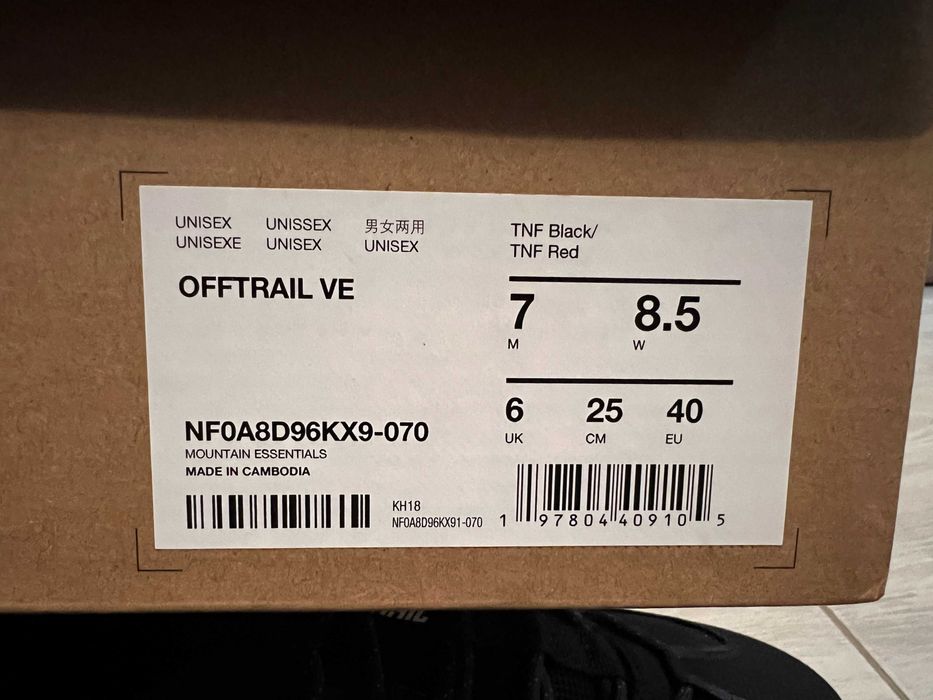 UNISEX UNISSEX 男女两用
UNISEXE UNISEX UNISEX
OFFTRAIL VE
NF0A8D96KX9-070
MOUNTAIN ESSENTIALS
MADE IN CAMBODIA
KH18
NF0A8D96KX91-070
TNF Black/
TNF Red
7 8.5
M W
6 25 40
UK CM EU
1 97804 40910 5